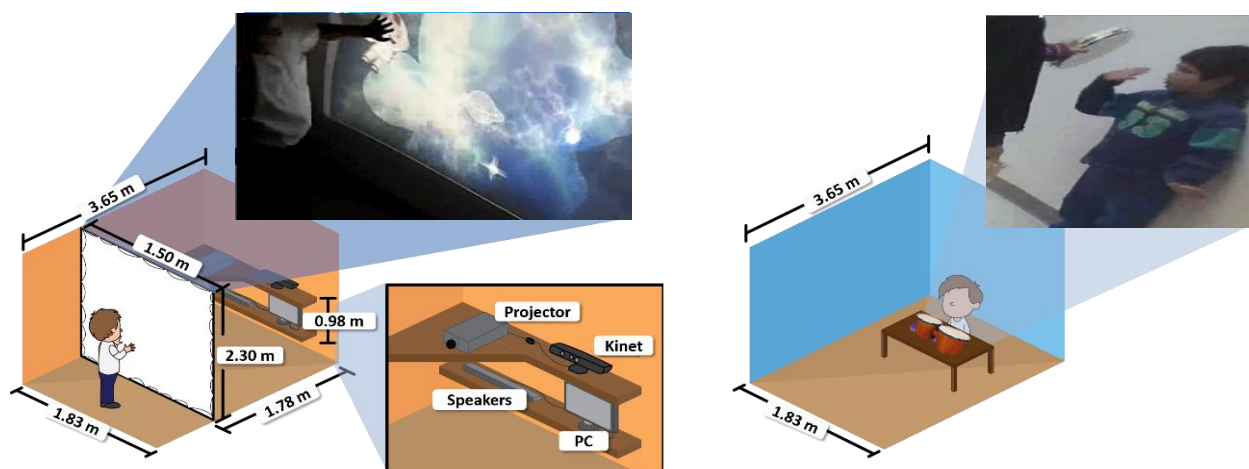 3.65 m
1.50 m
0.98 m
2.30 m
1.78 m
1.83 m
Projector
Kinet
Speakers
PC
3.65 m
1.83 m